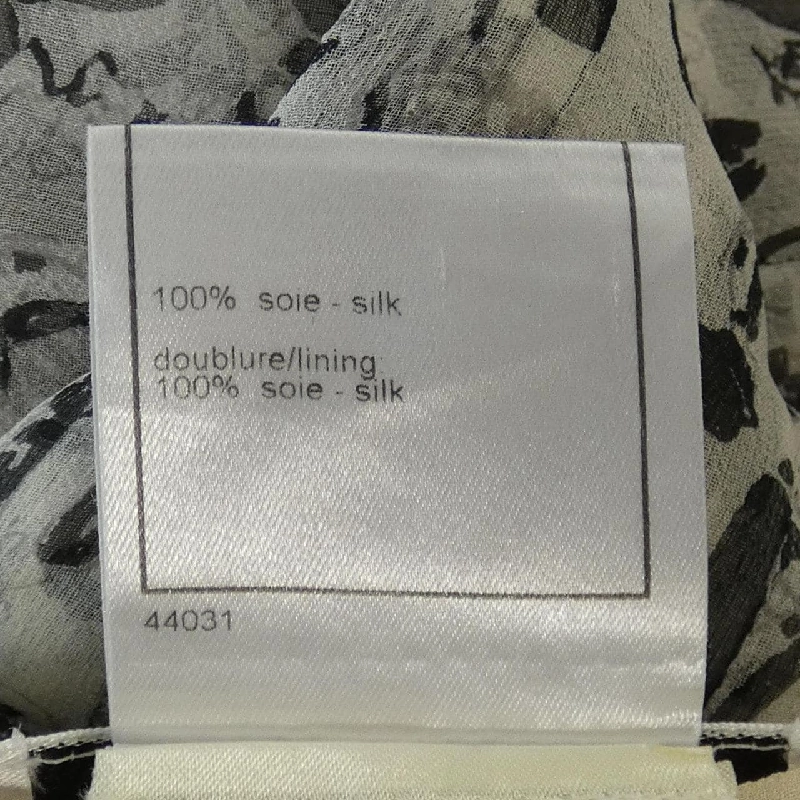 100% soie - silk
doublure/lining
100% soie - silk
44031